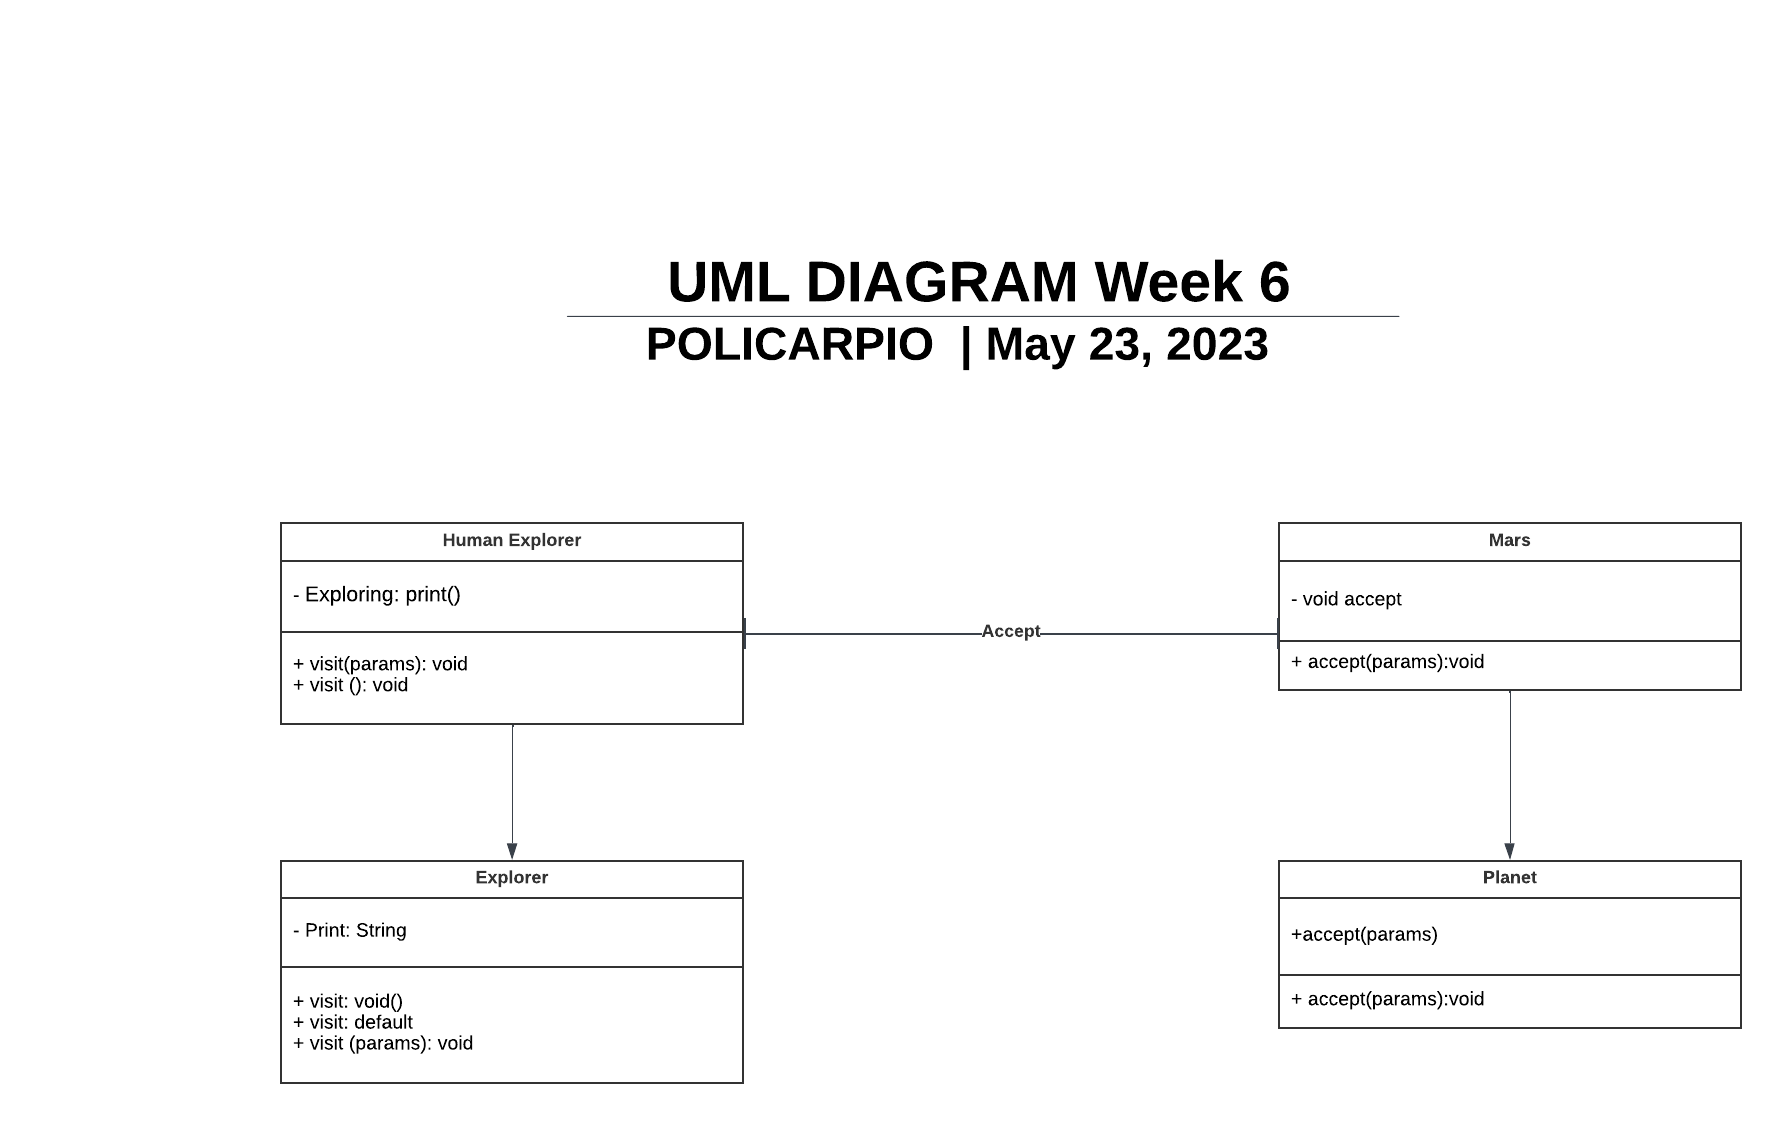 UML DIAGRAM Week 6
POLICARPIO | May 23, 2023
Human Explorer
- Exploring: print()
+ visit(params): void
+ visit (): void
Accept
Mars
- void accept
+ accept(params):void
Explorer
- Print: String
+ visit: void()
+ visit: default
+ visit (params): void
Planet
+accept(params)
+ accept(params):void